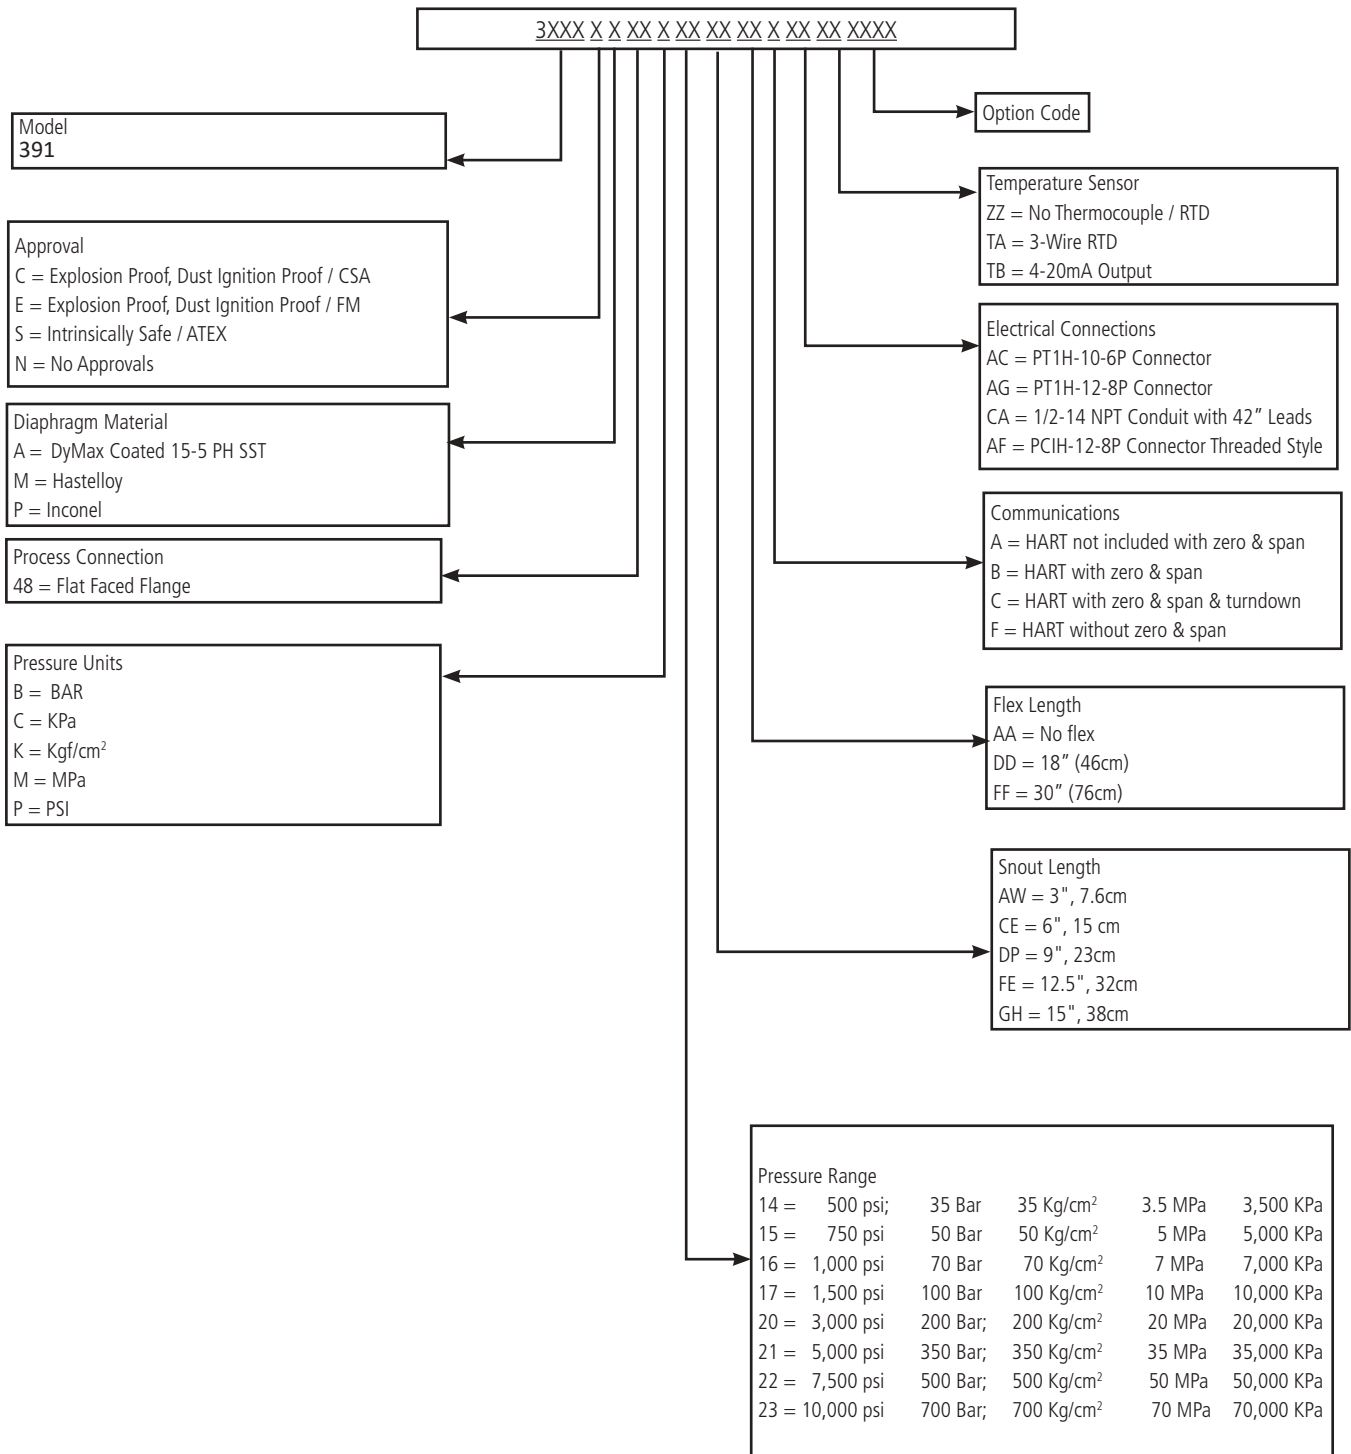 3XXX X X XX X XX XX XX X XX XX XXXX
Model
391
Approval
C = Explosion Proof, Dust Ignition Proof / CSA
E = Explosion Proof, Dust Ignition Proof / FM
S = Intrinsically Safe / ATEX
N = No Approvals
Diaphragm Material
A = DyMax Coated 15-5 PH SST
M = Hastelloy
P = Inconel
Process Connection
48 = Flat Faced Flange
Pressure Units
B = BAR
C = KPa
K = Kgf/cm²
M = MPa
P = PSI
Option Code
Temperature Sensor
ZZ = No Thermocouple / RTD
TA = 3-Wire RTD
TB = 4-20mA Output
Electrical Connections
AC = PT1H-10-6P Connector
AG = PT1H-12-8P Connector
CA = 1/2-14 NPT Conduit with 42” Leads
AF = PCIH-12-8P Connector Threaded Style
Communications
A = HART not included with zero & span
B = HART with zero & span
C = HART with zero & span & turndown
F = HART without zero & span
Flex Length
AA = No flex
DD = 18” (46cm)
FF = 30” (76cm)
Snout Length
AW = 3", 7.6cm
CE = 6", 15 cm
DP = 9", 23cm
FE = 12.5", 32cm
GH = 15", 38cm
Pressure Range
14 = 500 psi; 35 Bar 35 Kg/cm² 3.5 MPa 3,500 KPa
15 = 750 psi 50 Bar 50 Kg/cm² 5 MPa 5,000 KPa
16 = 1,000 psi 70 Bar 70 Kg/cm² 7 MPa 7,000 KPa
17 = 1,500 psi 100 Bar 100 Kg/cm² 10 MPa 10,000 KPa
20 = 3,000 psi 200 Bar; 200 Kg/cm² 20 MPa 20,000 KPa
21 = 5,000 psi 350 Bar; 350 Kg/cm² 35 MPa 35,000 KPa
22 = 7,500 psi 500 Bar; 500 Kg/cm² 50 MPa 50,000 KPa
23 = 10,000 psi 700 Bar; 700 Kg/cm² 70 MPa 70,000 KPa